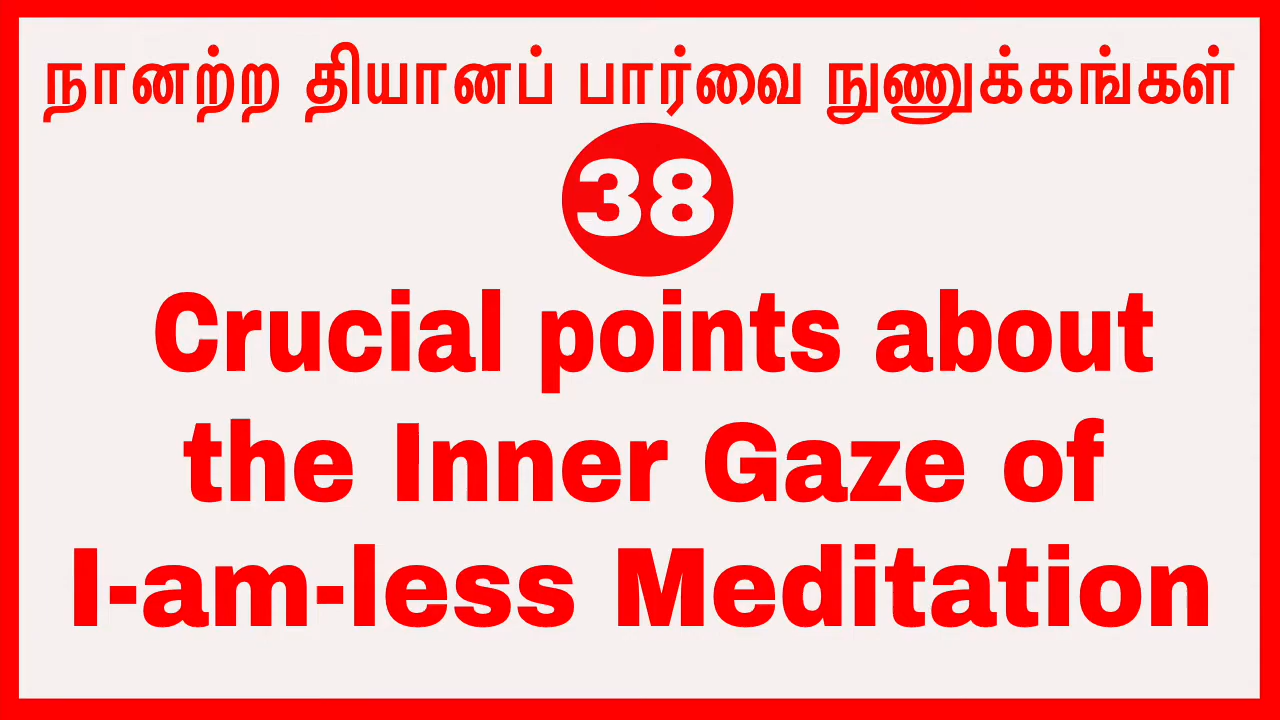 நானற்ற தியானப் பார்வை நுணுக்கங்கள்
38
Crucial points about
the Inner Gaze of
I-am-less Meditation